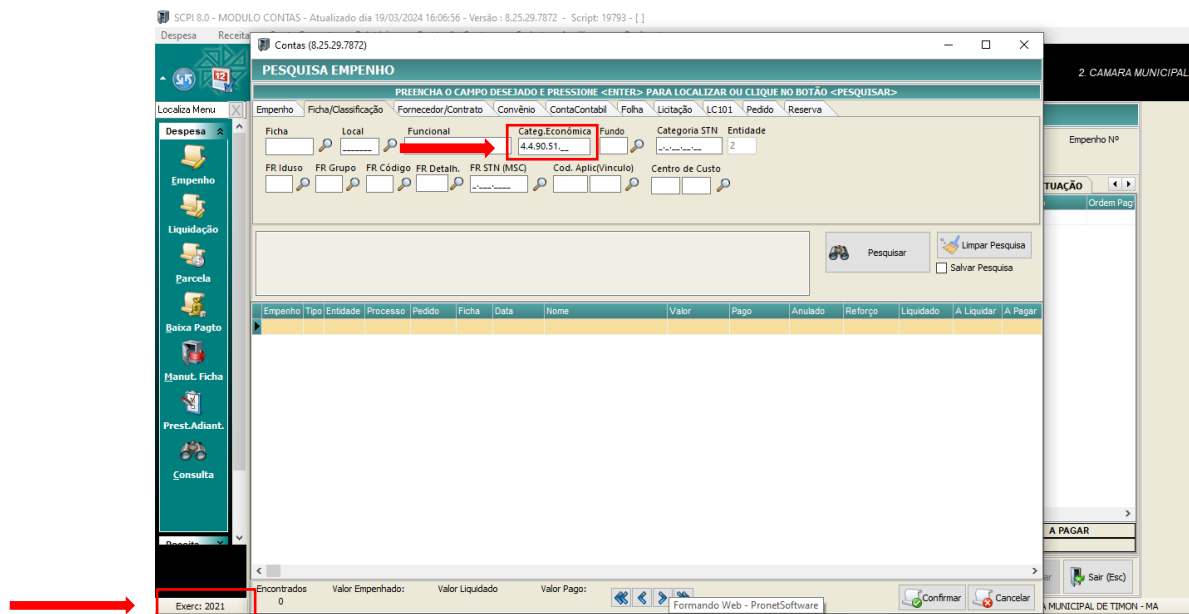 SCPI 8.0 - MODULO CONTAS - Atualizado dia 19/03/2024 16:06:56 - Versão : 8.25.29.7872 - Script: 19793 - [ ]
Despesa Receita
Contas (8.25.29.7872)
PESQUISA EMPENHO
2. CAMARA MUNICIPAL
PREENCHA O CAMPO DESEJADO E PRESSIONE <ENTER> PARA LOCALIZAR OU CLIQUE NO BOTÃO <PESQUISAR>
Localiza Menu
Empenho Ficha/Classificação Fornecedor/Contrato Convênio ContaContabil Folha Licitação LC101 Pedido Reserva
Despesa
Ficha Local Funcional Categ.Econômica Fundo Categoria STN Entidade
4.4.90.51.__ 2
Empenho Nº
FR Iduso FR Grupo FR Código FR Detalh. FR STN (MSC) Cod. Aplic(Vinculo) Centro de Custo
Empenho
TUAÇÃO
Ordem Pag
Liquidação
Pesquisar
Limpar Pesquisa
Salvar Pesquisa
Parcela
Empenho Tipo Entidade Processo Pedido Ficha Data Nome Valor Pago Anulado Reforço Liquidado A Liquidar A Pagar
Baixa Pagto
Manut. Ficha
Prest.Adiant.
Consulta
A PAGAR
Encontrados Valor Empenhado: Valor Liquidado Valor Pago:
0
Confirmar
Cancelar
ar
Sair (Esc)
Exerc: 2021
Formando Web - PronetSoftware
A MUNICIPAL DE TIMON - MA